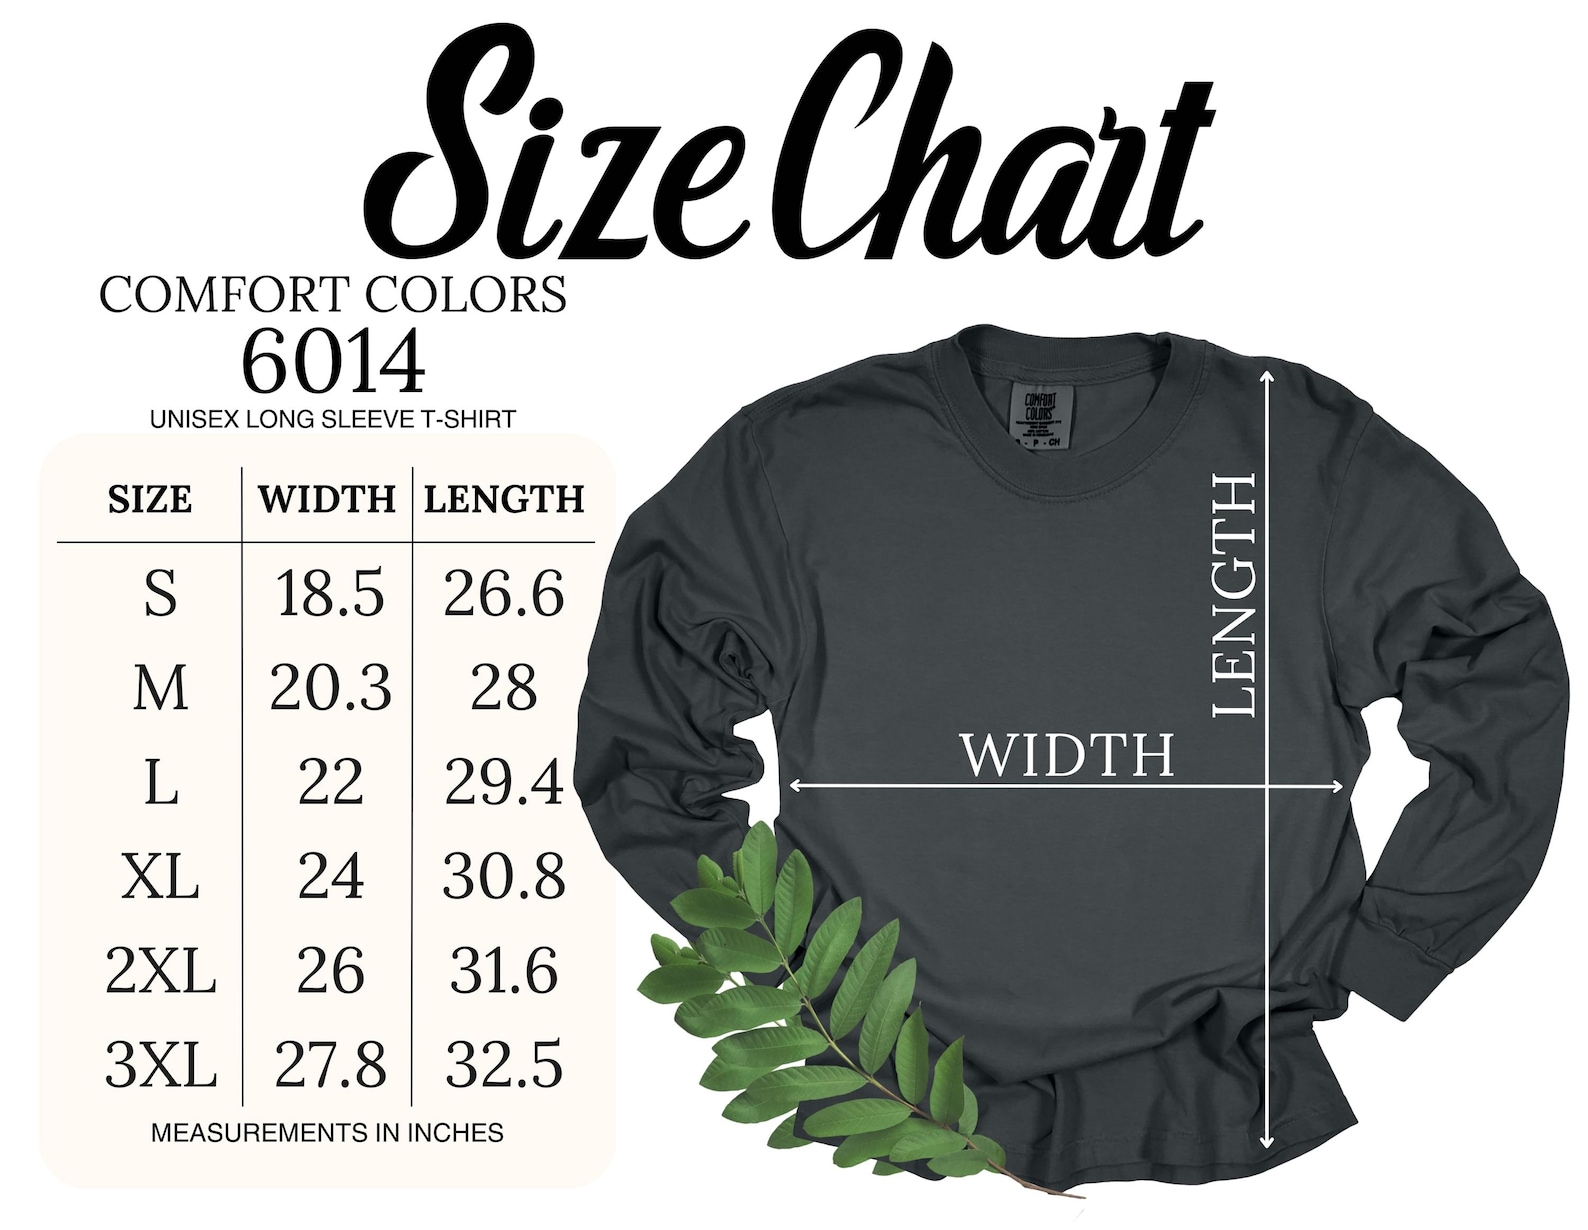 Size Chart
COMFORT COLORS
6014
UNISEX LONG SLEEVE T-SHIRT
SIZE WIDTH LENGTH
S 18.5 26.6
M 20.3 28
L 22 29.4
XL 24 30.8
2XL 26 31.6
3XL 27.8 32.5
MEASUREMENTS IN INCHES
COMFORT
COLORS
P - CH
LENGTH
WIDTH